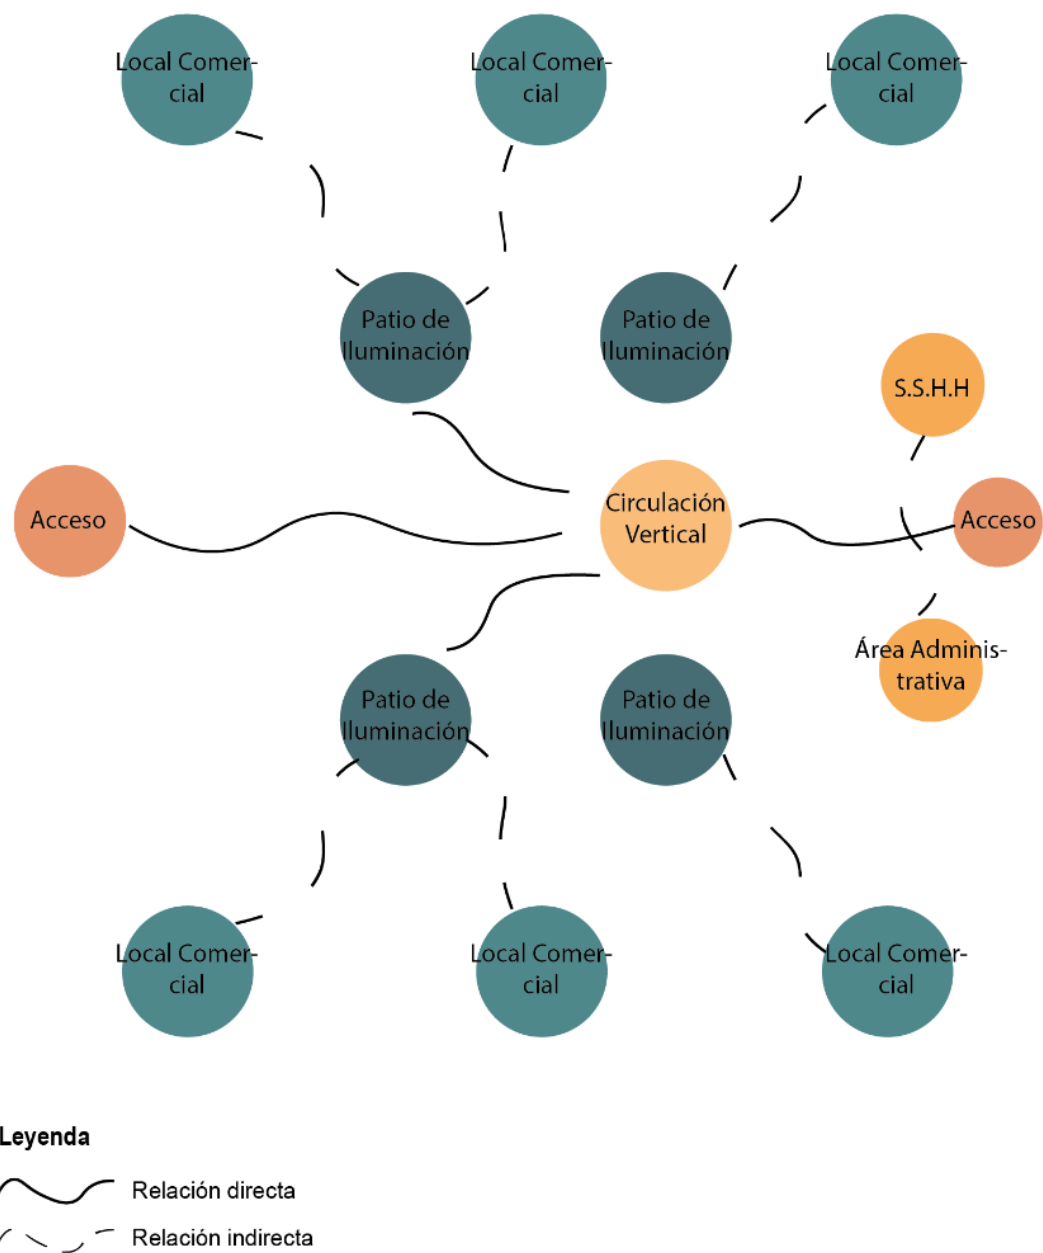 Local Comer-
cial
Local Comer-
cial
Local Comer-
cial
Patio de
Iluminación
Patio de
Iluminación
S.S.H.H
Acceso
Circulación
Vertical
Acceso
Área Adminis-
trativa
Patio de
Iluminación
Patio de
Iluminación
Local Comer-
cial
Local Comer-
cial
Local Comer-
cial
Leyenda
Relación directa
Relación indirecta